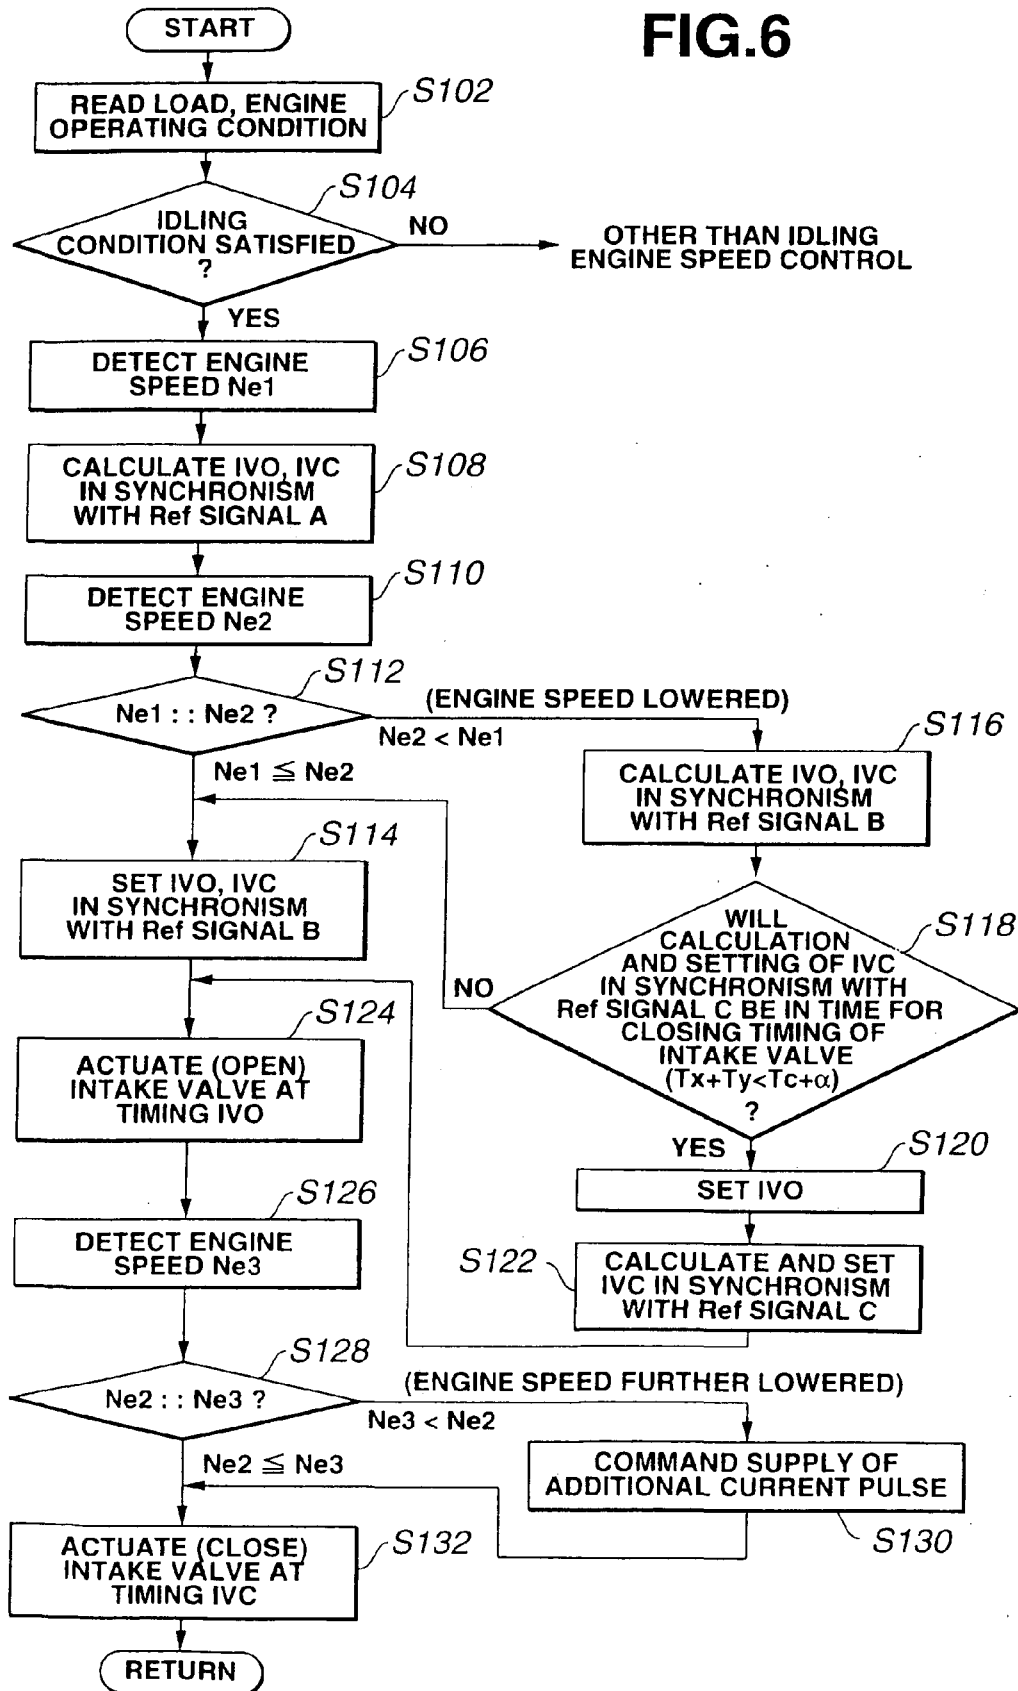 FIG.6
START
READ LOAD, ENGINE
OPERATING CONDITION
S102
IDLING
CONDITION SATISFIED
?
S104
NO
OTHER THAN IDLING
ENGINE SPEED CONTROL
YES
DETECT ENGINE
SPEED Ne1
S106
CALCULATE IVO, IVC
IN SYNCHRONISM
WITH Ref SIGNAL A
S108
DETECT ENGINE
SPEED Ne2
S110
Ne1 : : Ne2 ?
S112
(ENGINE SPEED LOWERED)
Ne2 < Ne1
Ne1 ≦ Ne2
CALCULATE IVO, IVC
IN SYNCHRONISM
WITH Ref SIGNAL B
S116
SET IVO, IVC
IN SYNCHRONISM
WITH Ref SIGNAL B
S114
WILL
CALCULATION
AND SETTING OF IVC
IN SYNCHRONISM WITH
Ref SIGNAL C BE IN TIME FOR
CLOSING TIMING OF
INTAKE VALVE
(Tx+Ty<Tc+α)
?
S118
NO
YES
ACTUATE (OPEN)
INTAKE VALVE AT
TIMING IVO
S124
SET IVO
S120
CALCULATE AND SET
IVC IN SYNCHRONISM
WITH Ref SIGNAL C
S122
DETECT ENGINE
SPEED Ne3
S126
Ne2 : : Ne3 ?
S128
(ENGINE SPEED FURTHER LOWERED)
Ne3 < Ne2
Ne2 ≦ Ne3
COMMAND SUPPLY OF
ADDITIONAL CURRENT PULSE
S130
ACTUATE (CLOSE)
INTAKE VALVE AT
TIMING IVC
S132
RETURN